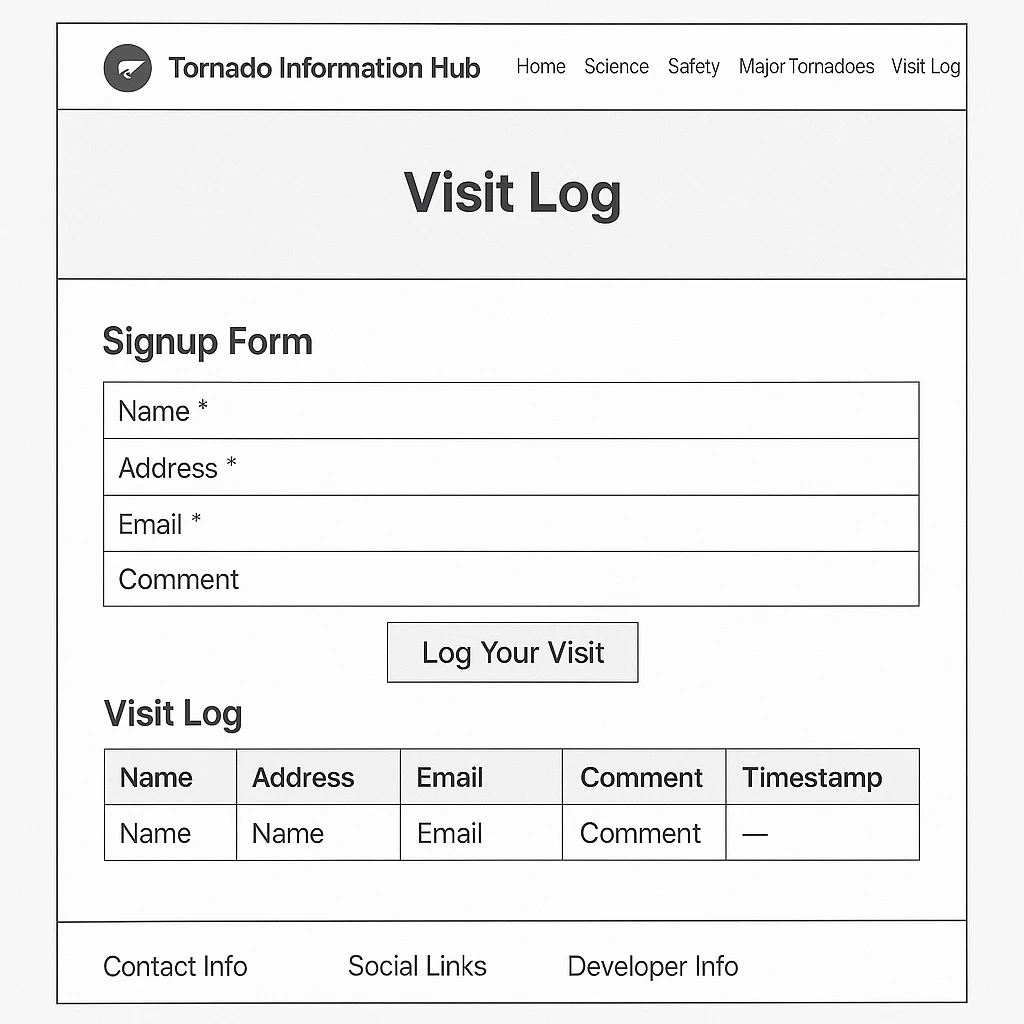 Tornado Information Hub Home Science Safety Major Tornadoes Visit Log
Visit Log
Signup Form
Name *
Address *
Email *
Comment
Log Your Visit
Visit Log
Name Address Email Comment Timestamp
Name Name Email Comment —
Contact Info Social Links Developer Info